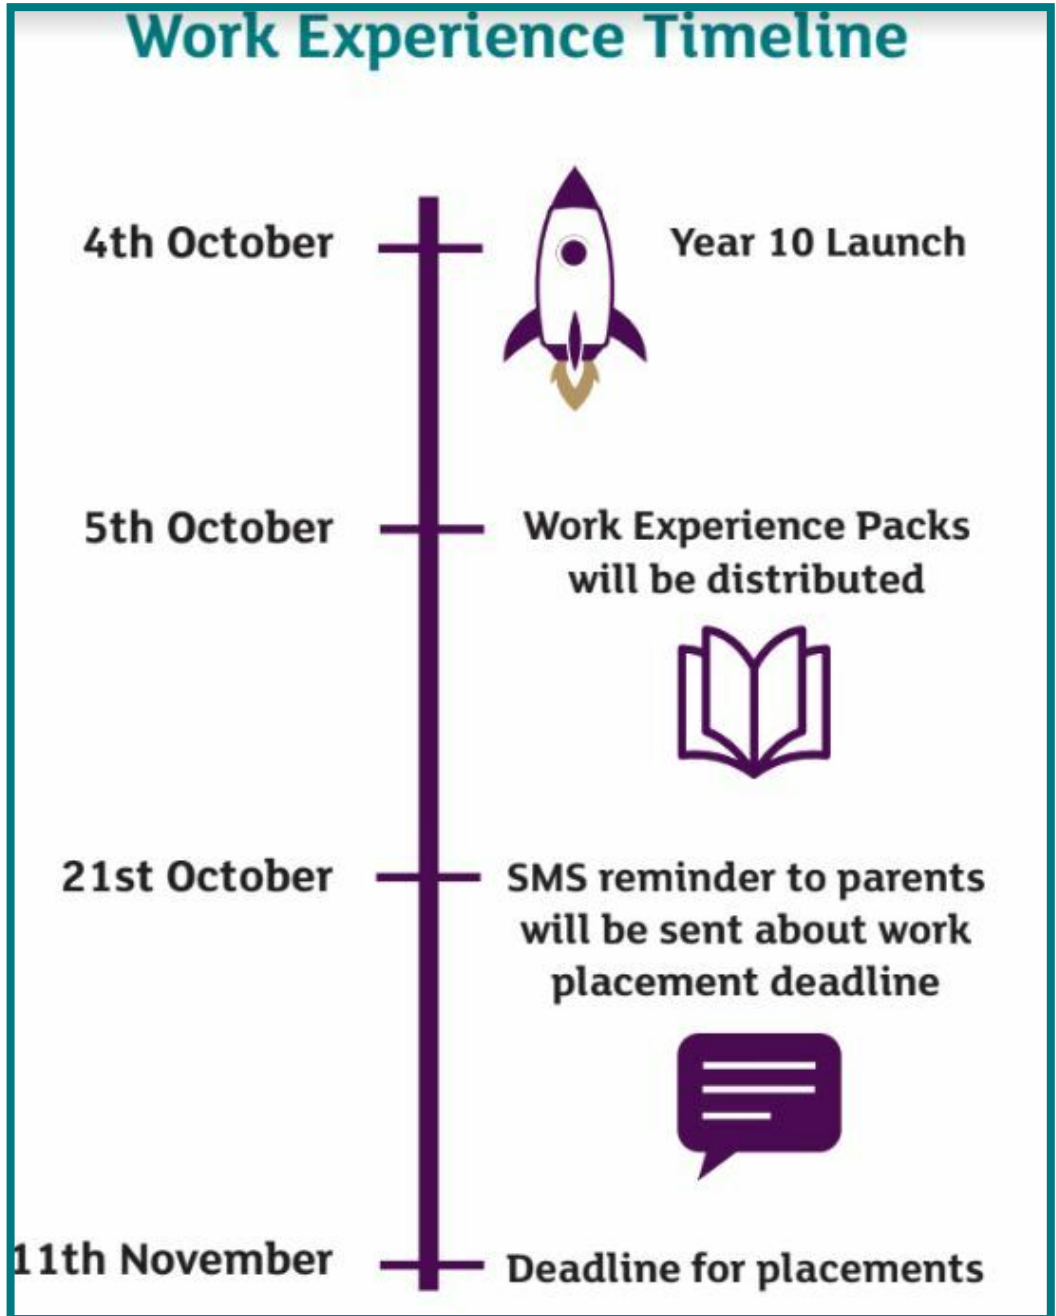 Work Experience Timeline
4th October
Year 10 Launch
5th October
Work Experience Packs
will be distributed
21st October
SMS reminder to parents
will be sent about work
placement deadline
11th November
Deadline for placements